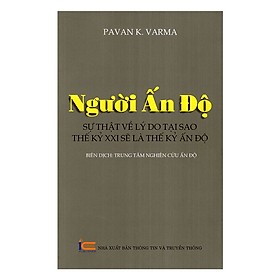 PAVAN K. VARMA
Người Ấn Độ
SỰ THẬT VỀ LÝ DO TẠI SAO
THẾ KỶ XXI SẼ LÀ THẾ KỶ ẤN ĐỘ
BIÊN DỊCH: TRUNG TÂM NGHIÊN CỨU ẤN ĐỘ
NHÀ XUẤT BẢN THÔNG TIN VÀ TRUYỀN THÔNG